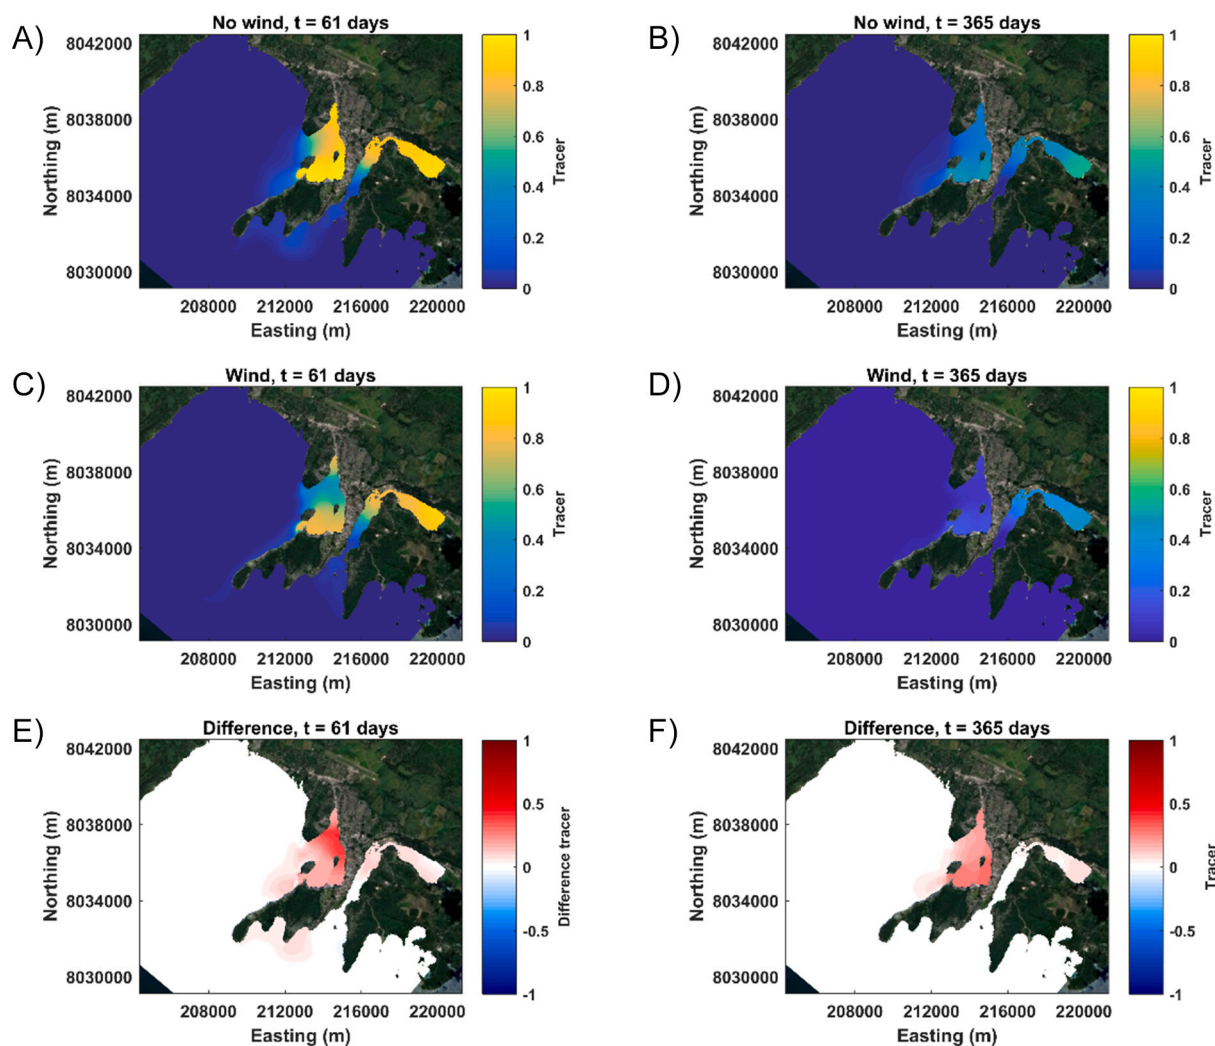 A)
No wind, t = 61 days
8042000
8038000
8034000
8030000
Northing (m)
208000 212000 216000 220000
Easting (m)
1
0.8
0.6
0.4
0.2
0
Tracer
B)
No wind, t = 365 days
8042000
8038000
8034000
8030000
Northing (m)
208000 212000 216000 220000
Easting (m)
1
0.8
0.6
0.4
0.2
0
Tracer
C)
Wind, t = 61 days
8042000
8038000
8034000
8030000
Northing (m)
208000 212000 216000 220000
Easting (m)
1
0.8
0.6
0.4
0.2
0
Tracer
D)
Wind, t = 365 days
8042000
8038000
8034000
8030000
Northing (m)
208000 212000 216000 220000
Easting (m)
1
0.8
0.6
0.4
0.2
0
Tracer
E)
Difference, t = 61 days
8042000
8038000
8034000
8030000
Northing (m)
208000 212000 216000 220000
Easting (m)
1
0.5
0
-0.5
-1
Difference tracer
F)
Difference, t = 365 days
8042000
8038000
8034000
8030000
Northing (m)
208000 212000 216000 220000
Easting (m)
1
0.5
0
-0.5
-1
Tracer